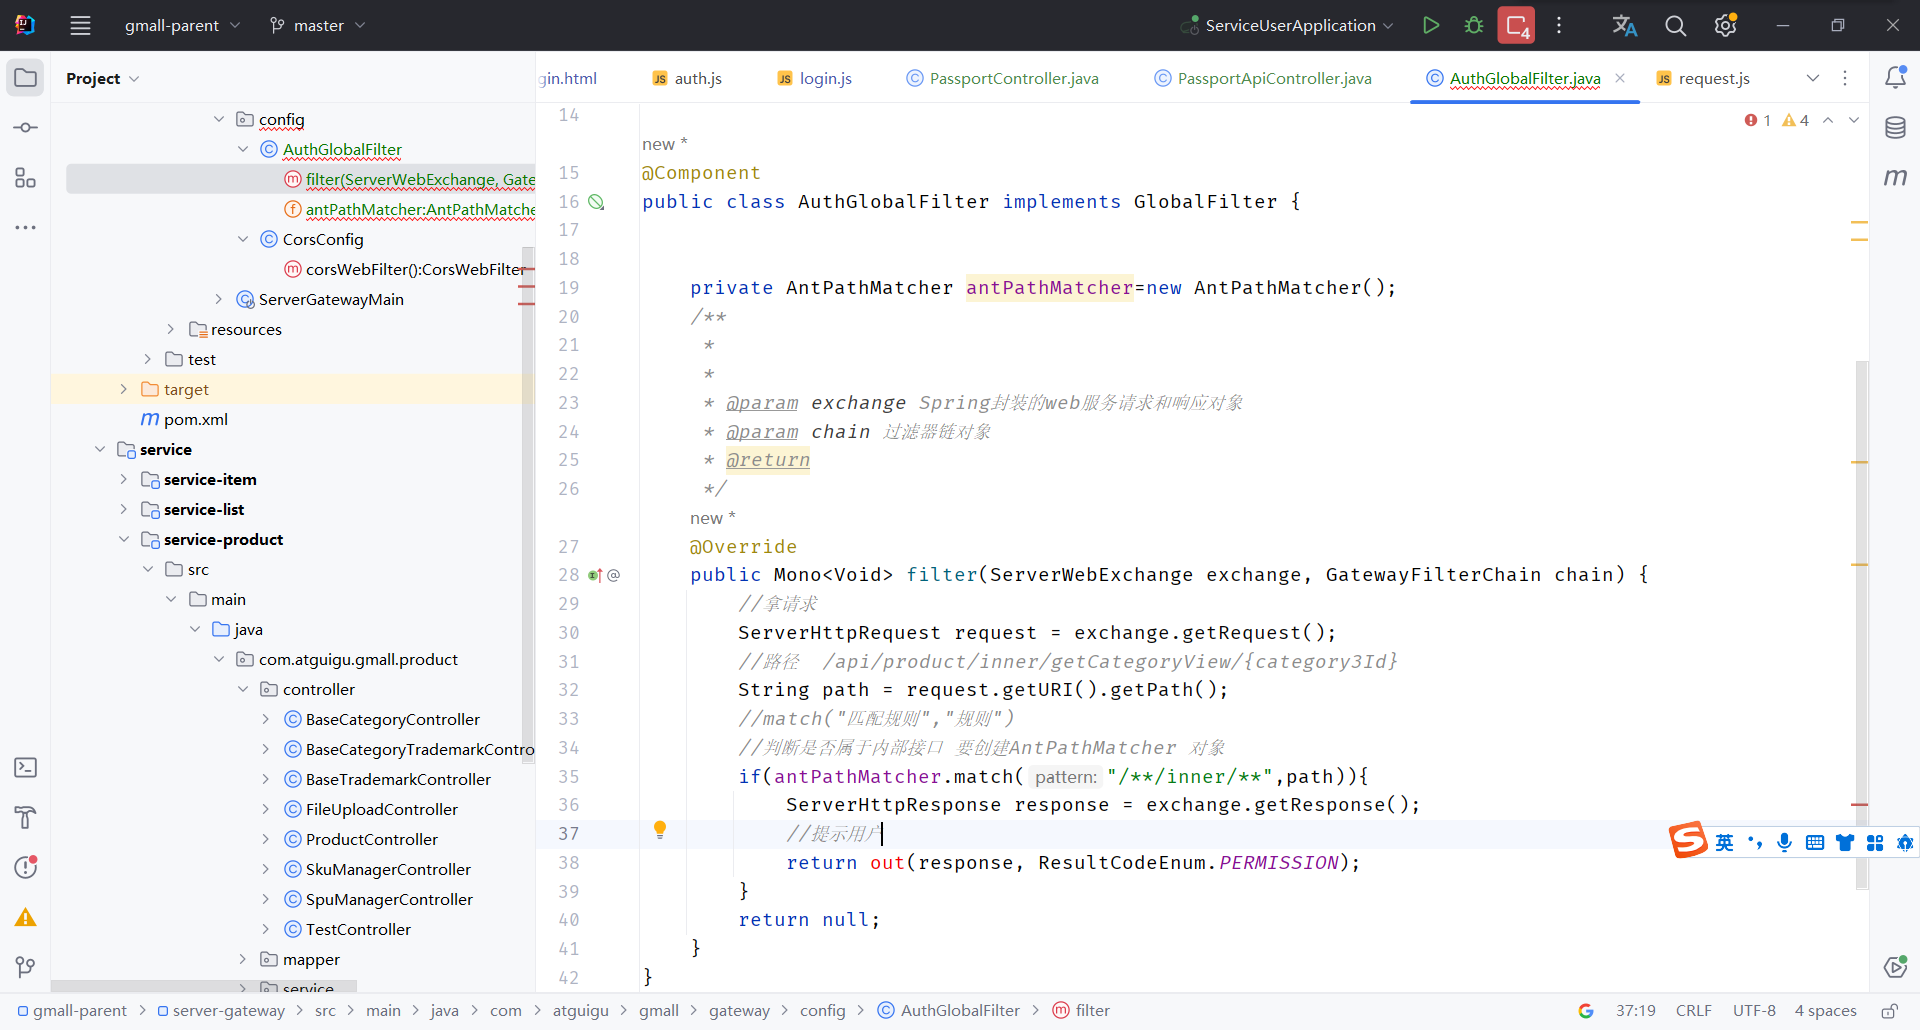 gmall-parent
master
ServiceUserApplication
4
Project
gin.html
auth.js
login.js
PassportController.java
PassportApiController.java
AuthGlobalFilter.java
request.js
1 4
config
AuthGlobalFilter
filter(ServerWebExchange, Gate
antPathMatcher:AntPathMatche
CorsConfig
corsWebFilter():CorsWebFilter
ServerGatewayMain
resources
test
target
pom.xml
service
service-item
service-list
service-product
src
main
java
com.atguigu.gmall.product
controller
BaseCategoryController
BaseCategoryTrademarkContro
BaseTrademarkController
FileUploadController
ProductController
SkuManagerController
SpuManagerController
TestController
mapper
service
14
new *
15 @Component
16 public class AuthGlobalFilter implements GlobalFilter {
17
18
19 private AntPathMatcher antPathMatcher=new AntPathMatcher();
20 /**
21 *
22 *
23 * @param exchange Spring封装的web服务请求和响应对象
24 * @param chain 过滤器链对象
25 * @return
26 */
new *
27 @Override
28 public Mono<Void> filter(ServerWebExchange exchange, GatewayFilterChain chain) {
29 //拿请求
30 ServerHttpRequest request = exchange.getRequest();
31 //路径 /api/product/inner/getCategoryView/{category3Id}
32 String path = request.getURI().getPath();
33 //match("匹配规则","规则")
34 //判断是否属于内部接口 要创建AntPathMatcher 对象
35 if(antPathMatcher.match( pattern: "/**/inner/**",path)){
36 ServerHttpResponse response = exchange.getResponse();
37 //提示用户
38 return out(response, ResultCodeEnum.PERMISSION);
39 }
40 return null;
41 }
42 }
英
gmall-parent > server-gateway > src > main > java > com > atguigu > gmall > gateway > config > AuthGlobalFilter > filter
37:19 CRLF UTF-8 4 spaces